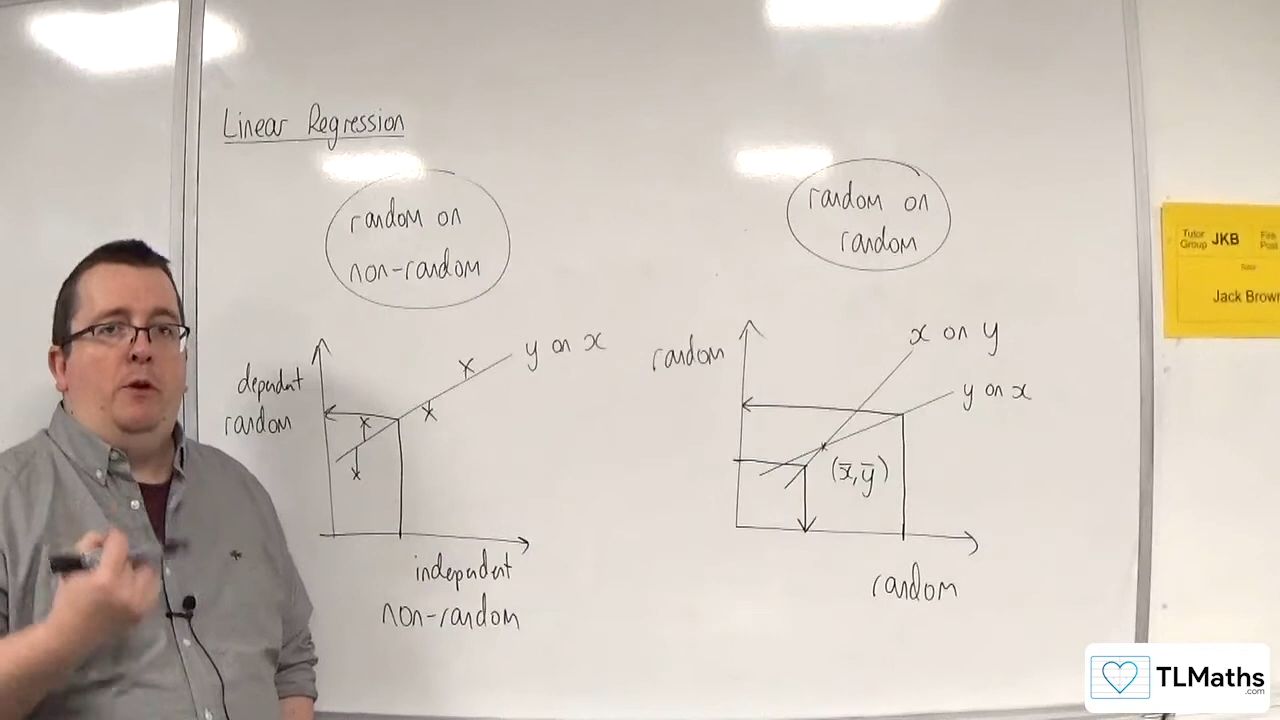 Linear Regression
random on
non-random
random on
random
dependent
random
y on x
independent
non-random
random
x on y
y on x
(x̄, ȳ)
random
Tutor
Group JKB
Fire
Jack Brown
TLMaths
.com